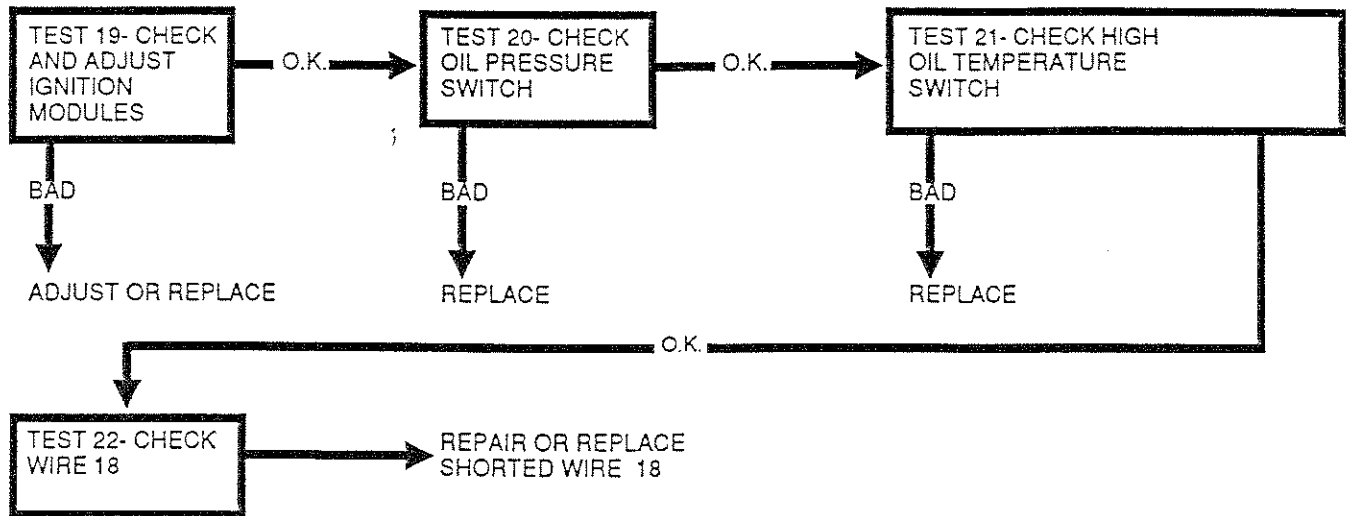 TEST 19- CHECK
AND ADJUST
IGNITION
MODULES
O.K.
TEST 20- CHECK
OIL PRESSURE
SWITCH
O.K.
TEST 21- CHECK HIGH
OIL TEMPERATURE
SWITCH
BAD
BAD
BAD
ADJUST OR REPLACE
REPLACE
REPLACE
O.K.
TEST 22- CHECK
WIRE 18
REPAIR OR REPLACE
SHORTED WIRE 18